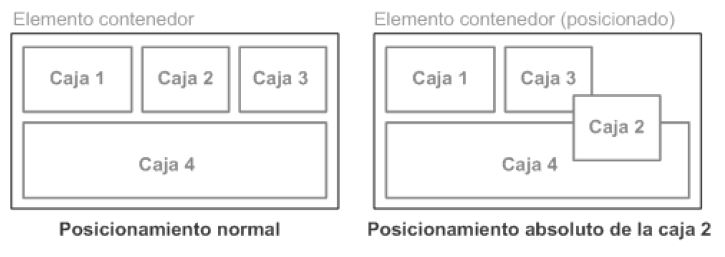 Elemento contenedor
Caja 1 Caja 2 Caja 3
Caja 4
Posicionamiento normal
Elemento contenedor (posicionado)
Caja 1 Caja 3
Caja 2
Caja 4
Posicionamiento absoluto de la caja 2